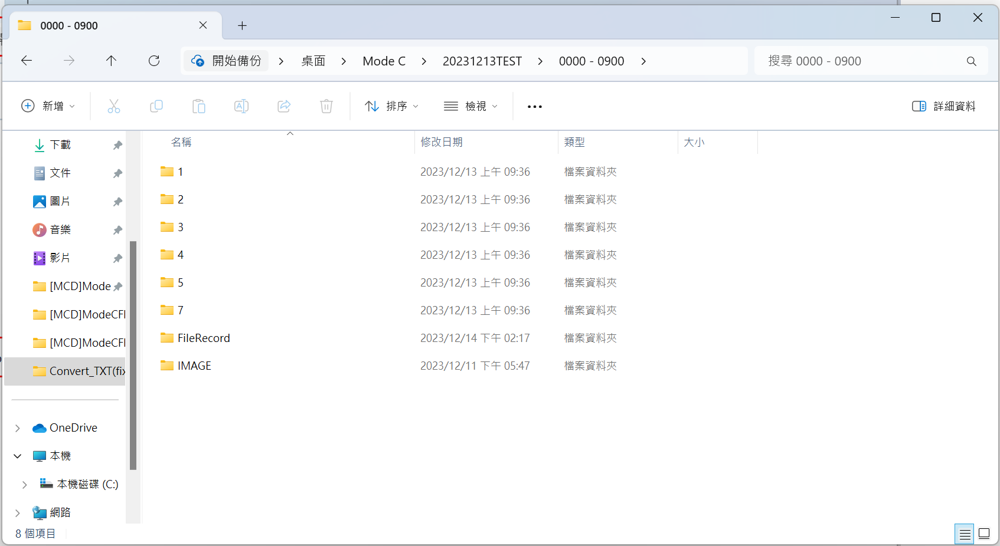 0000 - 0900
開始備份 > 桌面 > Mode C > 20231213TEST > 0000 - 0900 >
搜尋 0000 - 0900
新增
排序
檢視
詳細資料
下載
文件
圖片
音樂
影片
[MCD]Mode
[MCD]ModeCFI
[MCD]ModeCFI
Convert_TXT(fix
OneDrive
本機
本機磁碟 (C:)
網路
名稱 修改日期 類型 大小
1 2023/12/13 上午 09:36 檔案資料夾
2 2023/12/13 上午 09:36 檔案資料夾
3 2023/12/13 上午 09:36 檔案資料夾
4 2023/12/13 上午 09:36 檔案資料夾
5 2023/12/13 上午 09:36 檔案資料夾
7 2023/12/13 上午 09:36 檔案資料夾
FileRecord 2023/12/14 下午 02:17 檔案資料夾
IMAGE 2023/12/11 下午 05:47 檔案資料夾
8 個項目